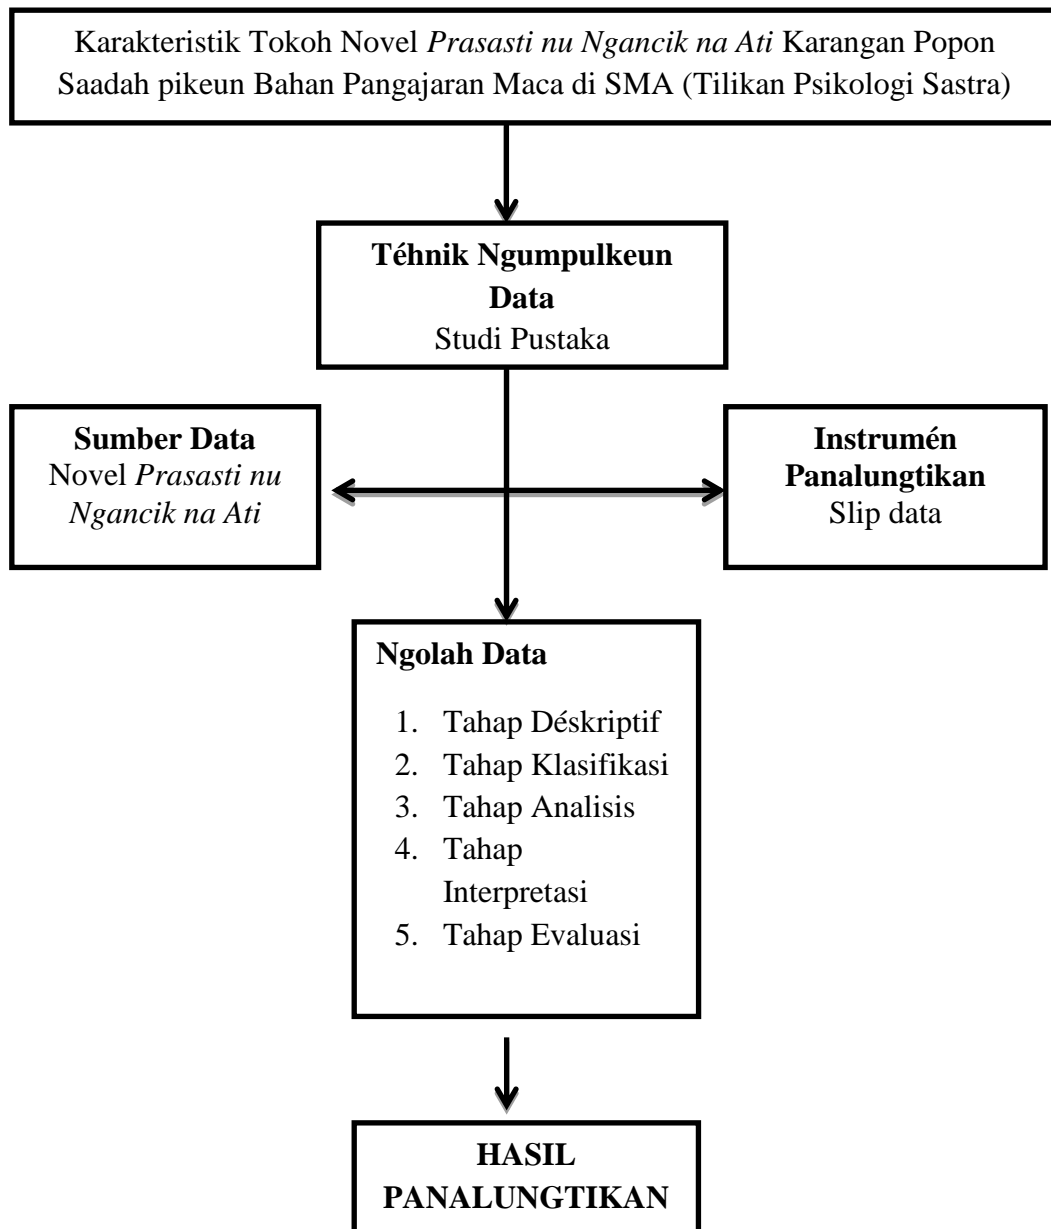 Karakteristik Tokoh Novel Prasasti nu Ngancik na Ati Karangan Popon
Saadah pikeun Bahan Pangajaran Maca di SMA (Tilikan Psikologi Sastra)
Téhnik Ngumpulkeun
Data
Studi Pustaka
Sumber Data
Novel Prasasti nu
Ngancik na Ati
Instrumén
Panalungtikan
Slip data
Ngolah Data
1. Tahap Déskriptif
2. Tahap Klasifikasi
3. Tahap Analisis
4. Tahap
Interpretasi
5. Tahap Evaluasi
HASIL
PANALUNGTIKAN